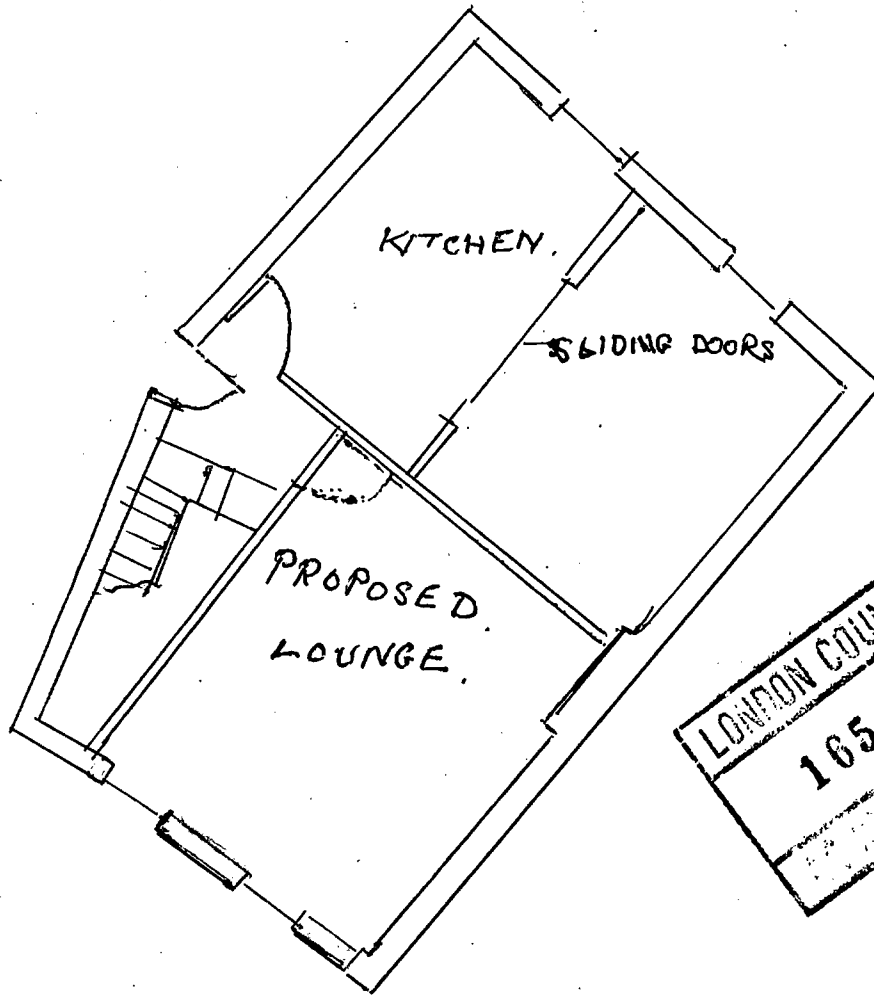 KITCHEN.
SLIDING DOORS
PROPOSED.
LOUNGE.
LONDON COU
165